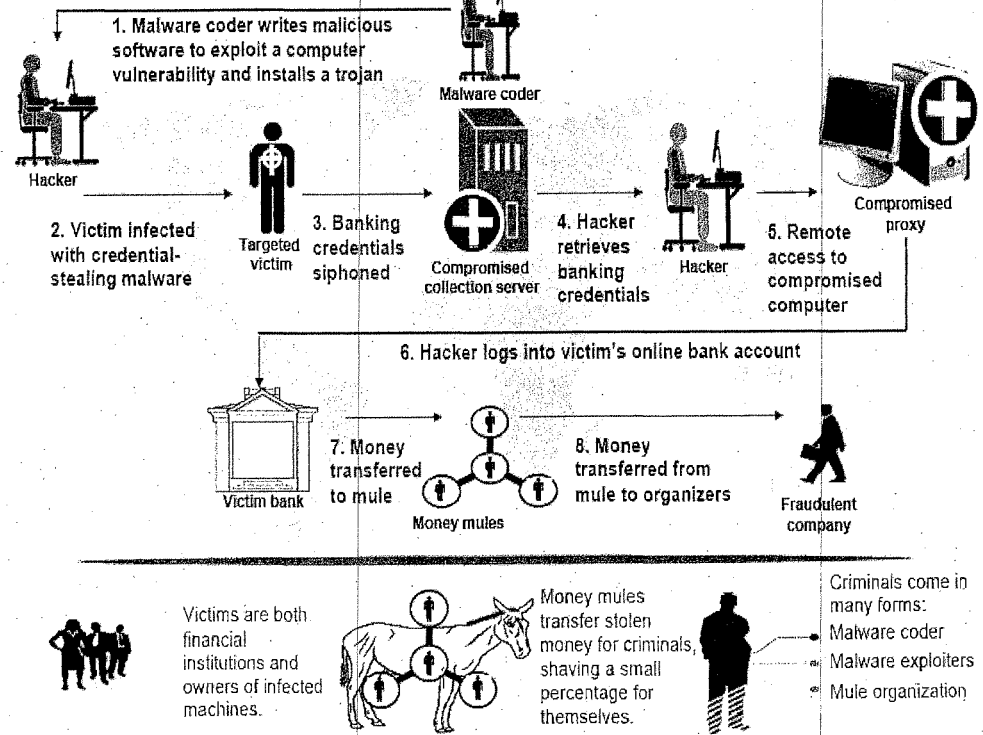 1. Malware coder writes malicious
software to exploit a computer
vulnerability and installs a trojan
Malware coder
Hacker
2. Victim infected
with credential-
stealing malware
Targeted
victim
3. Banking
credentials
siphoned
Compromised
collection server
4. Hacker
retrieves
banking
credentials
Hacker
5. Remote
access to
compromised
computer
Compromised
proxy
6. Hacker logs into victim's online bank account
Victim bank
7. Money
transferred
to mule
Money mules
8. Money
transferred from
mule to organizers
Fraudulent
company
Victims are both
financial
institutions and
owners of infected
machines.
Money mules
transfer stolen
money for criminals,
shaving a small
percentage for
themselves.
Criminals come in
many forms:
Malware coder
Malware exploiters
Mule organization